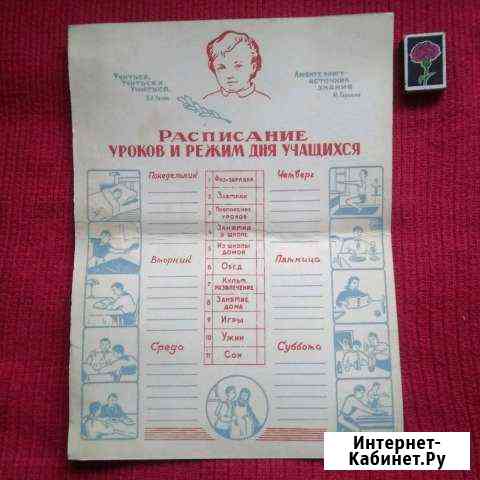 Учиться,
учиться и
учиться.
В.И. Ленин
Любите книгу-
источник
знания
М. Горький
РАСПИСАНИЕ
УРОКОВ И РЕЖИМ ДНЯ УЧАЩИХСЯ
Понедельник
Вторник
Среда
1 Физ-зарядка
2 Завтрак
3 уроков
4 Занятия в школе
5 Из школы домой
6 Обед
7 Культ. развлечение
8 Занятие дома
9 Игры
10 Ужин
11 Сон
Четверг
Пятница
Суббота
Интернет-
Кабинет.Ру